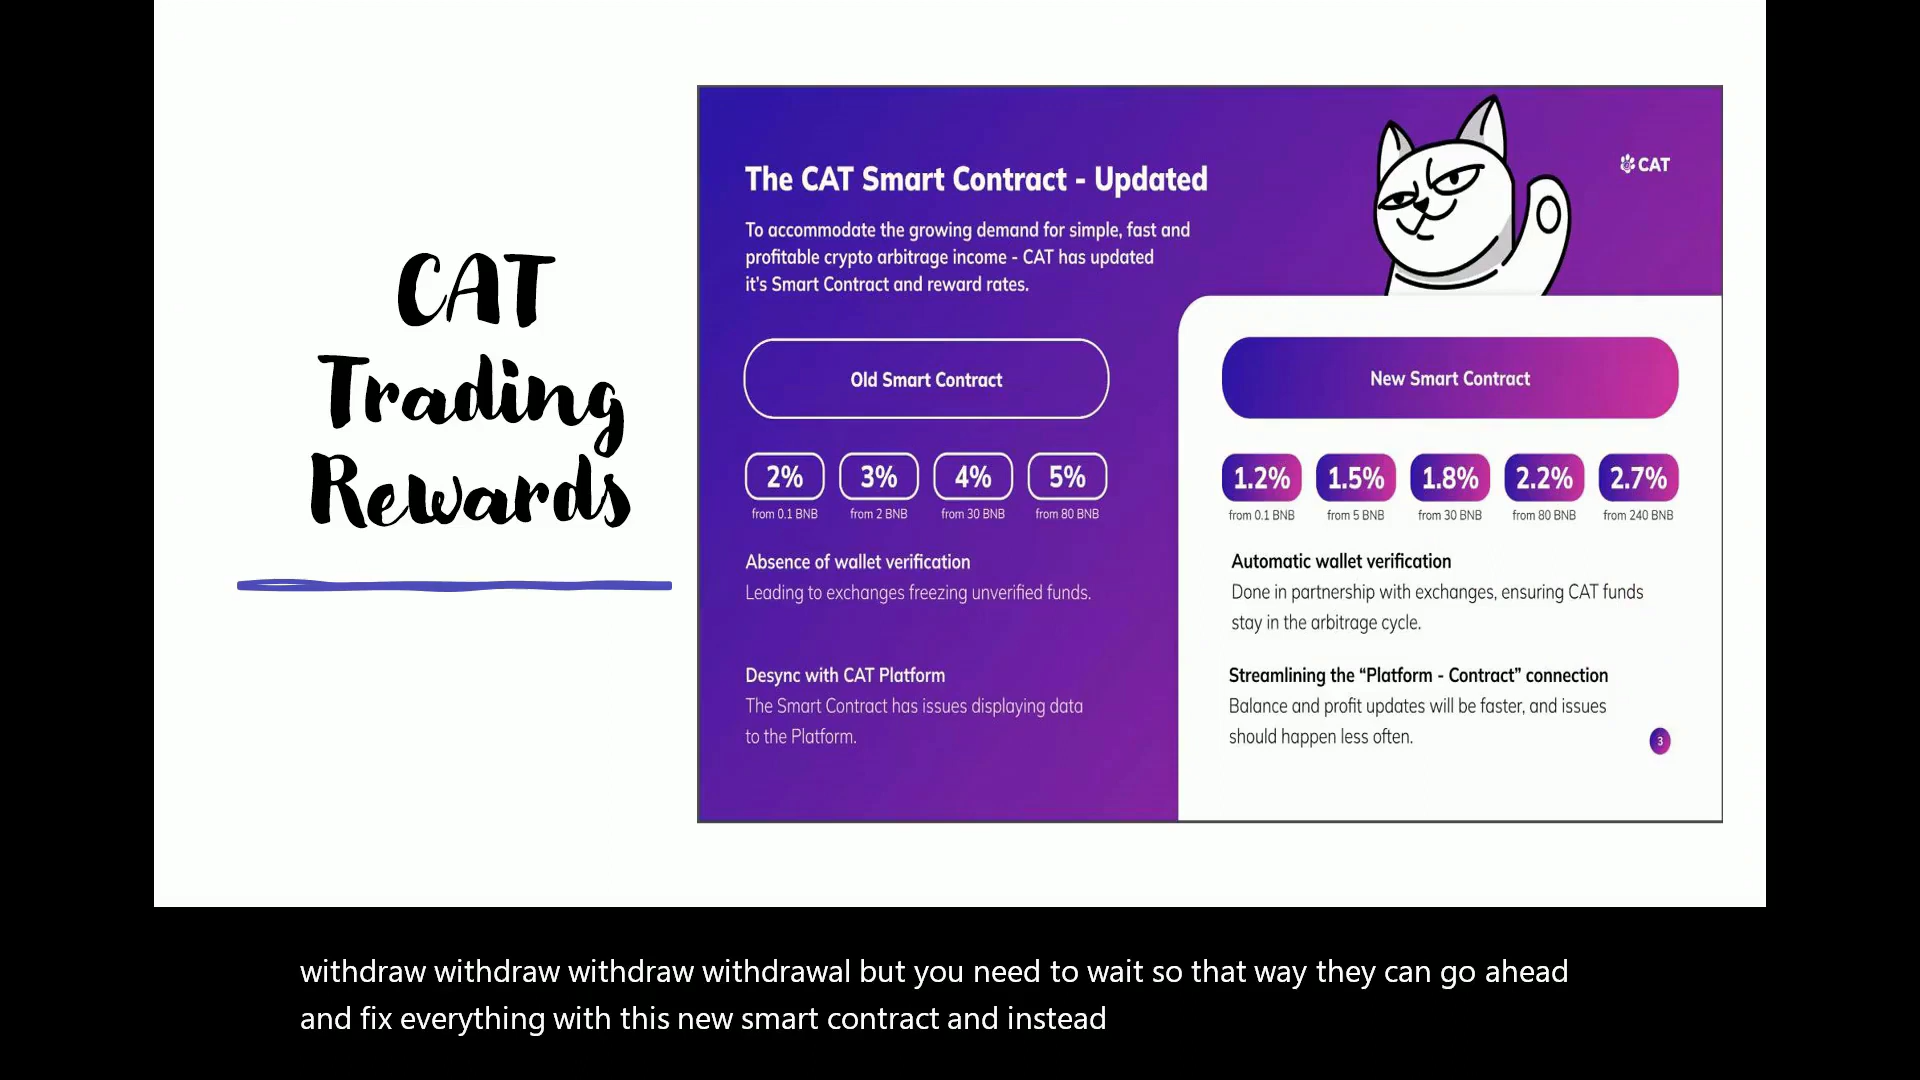 CAT
Trading
Rewards
The CAT Smart Contract - Updated
To accommodate the growing demand for simple, fast and
profitable crypto arbitrage income - CAT has updated
it's Smart Contract and reward rates.
CAT
Old Smart Contract
2% 3% 4% 5%
from 0.1 BNB from 2 BNB from 30 BNB from 80 BNB
Absence of wallet verification
Leading to exchanges freezing unverified funds.
Desync with CAT Platform
The Smart Contract has issues displaying data
to the Platform.
New Smart Contract
1.2% 1.5% 1.8% 2.2% 2.7%
from 0.1 BNB from 5 BNB from 30 BNB from 80 BNB from 240 BNB
Automatic wallet verification
Done in partnership with exchanges, ensuring CAT funds
stay in the arbitrage cycle.
Streamlining the “Platform - Contract” connection
Balance and profit updates will be faster, and issues
should happen less often.
3
withdraw withdraw withdraw withdrawal but you need to wait so that way they can go ahead
and fix everything with this new smart contract and instead